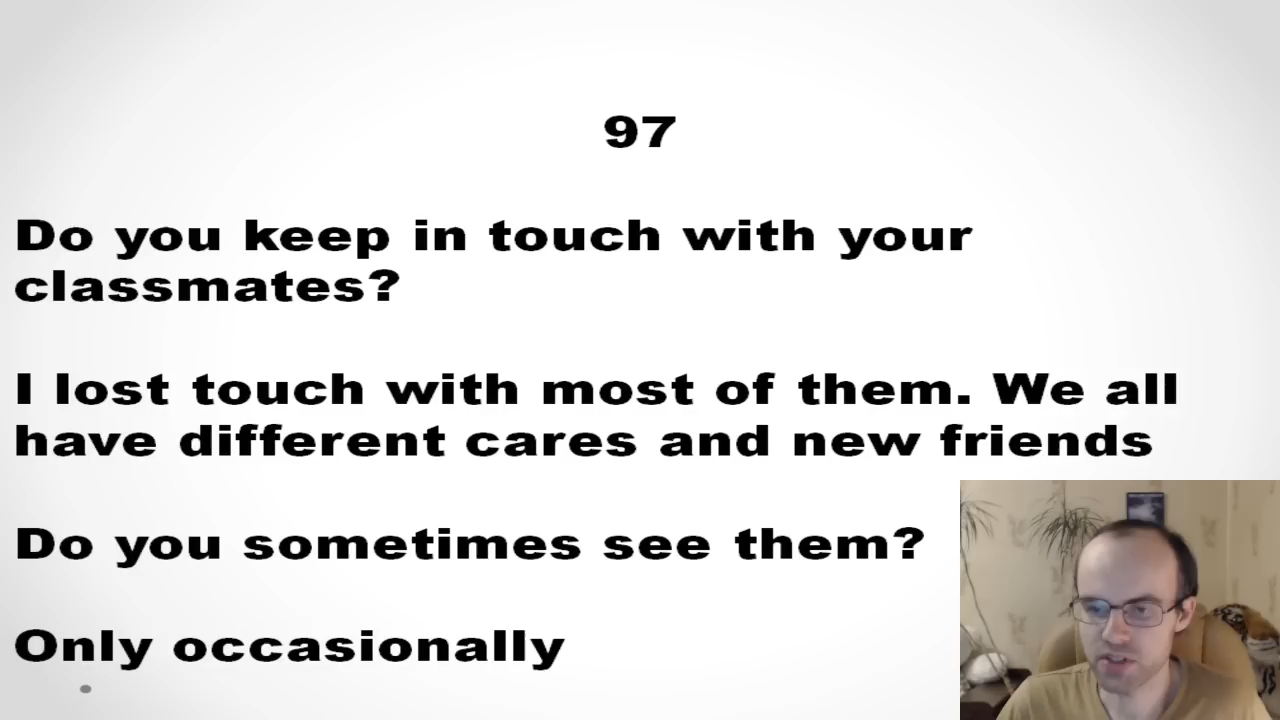 97
Do you keep in touch with your
classmates?
I lost touch with most of them. We all
have different cares and new friends
Do you sometimes see them?
Only occasionally